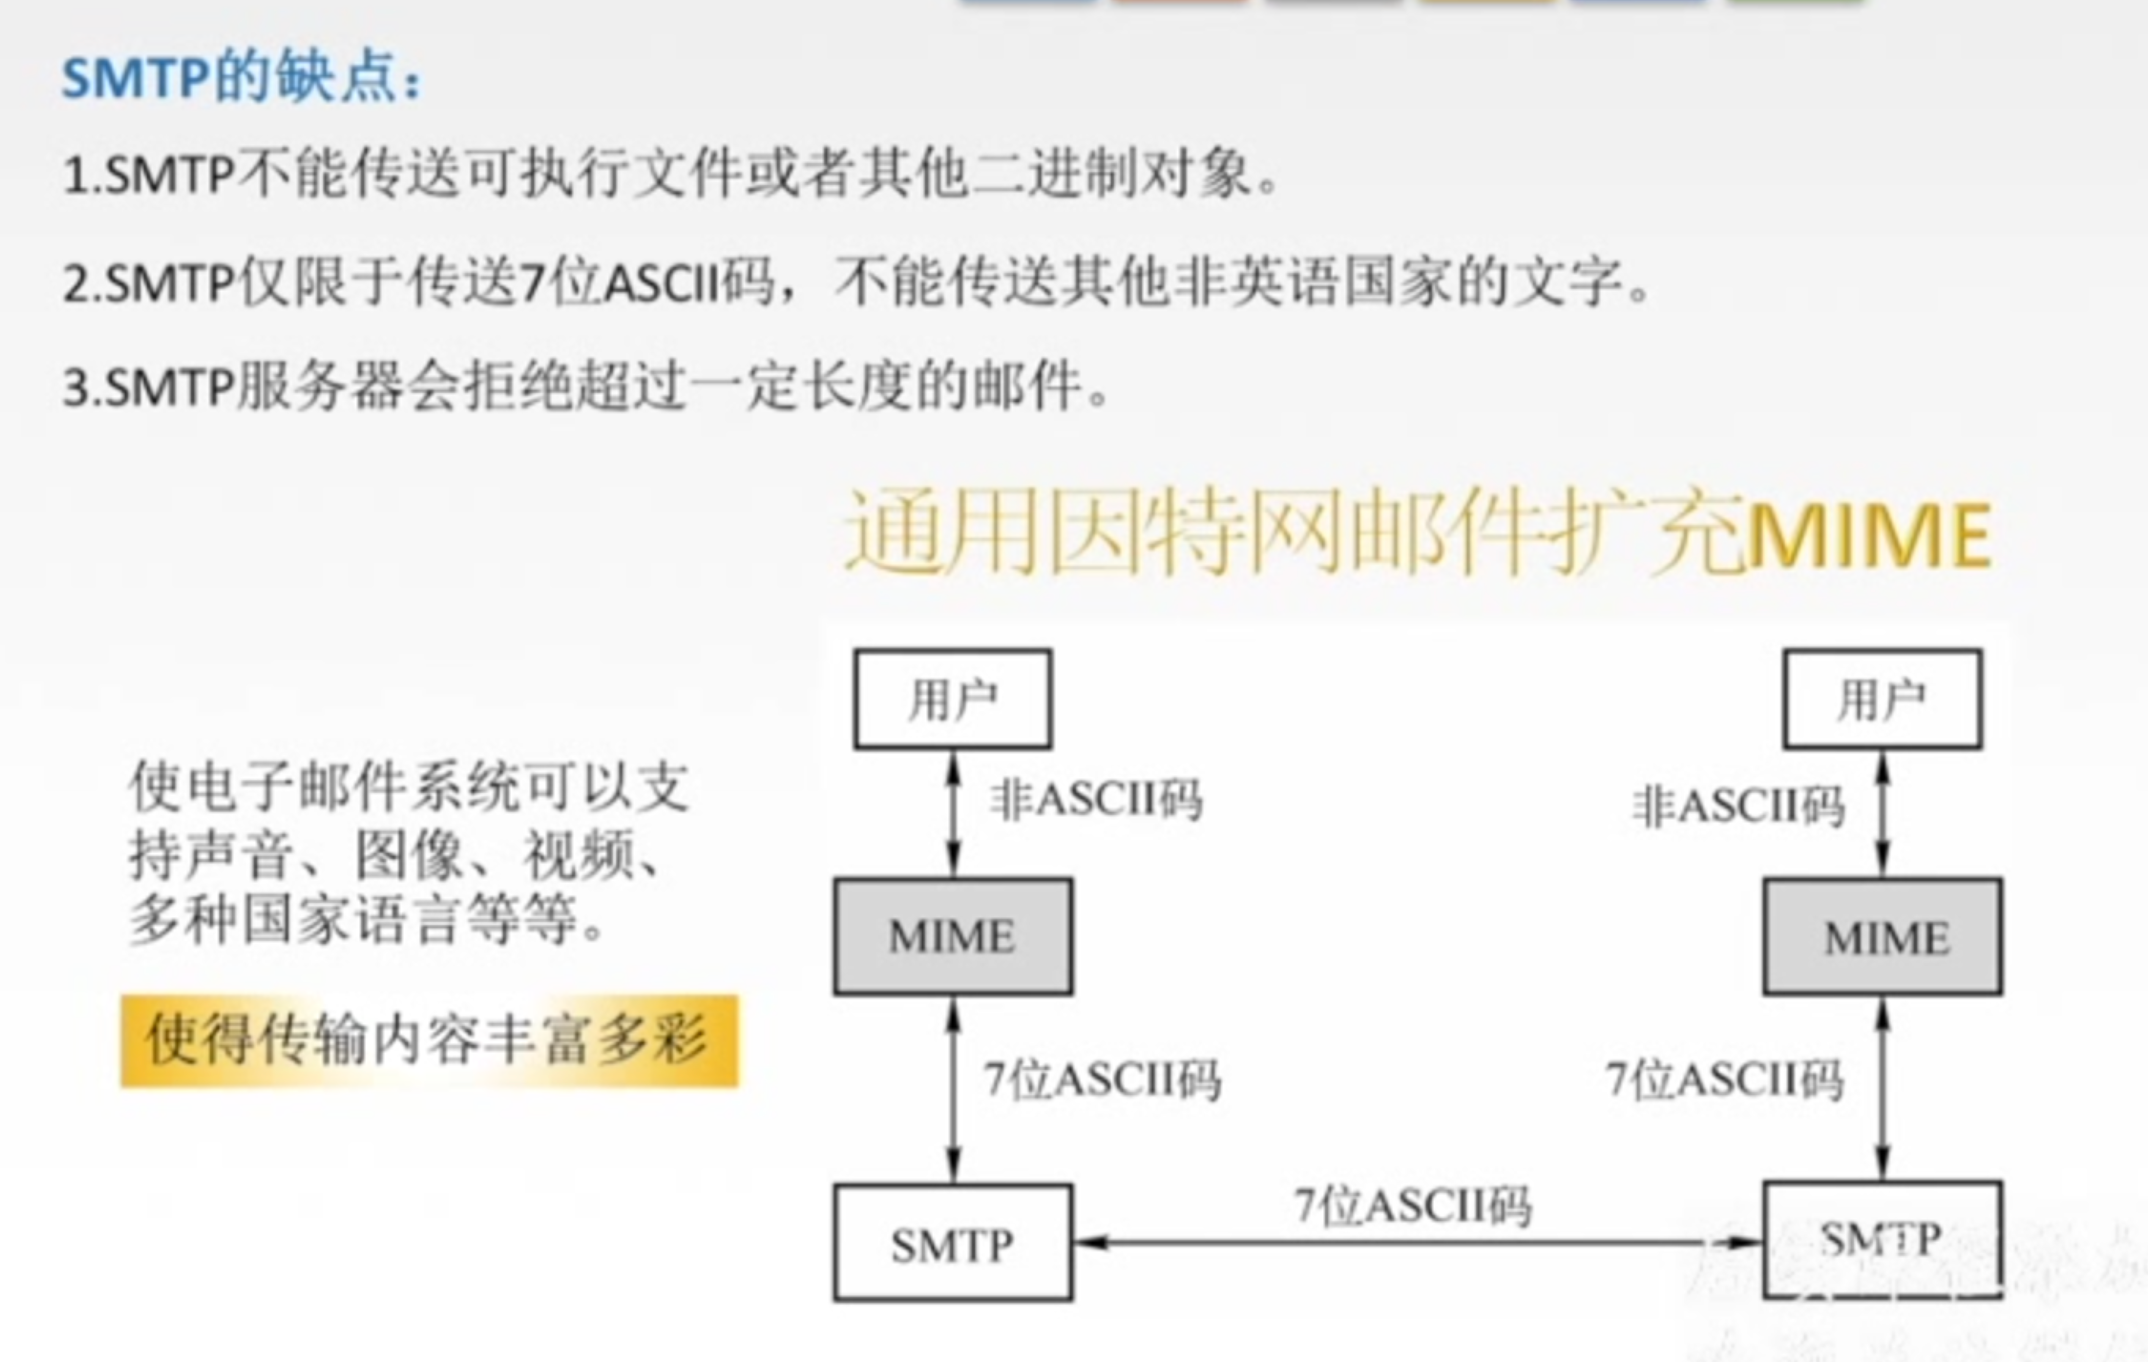 SMTP的缺点：
1.SMTP不能传送可执行文件或者其他二进制对象。
2.SMTP仅限于传送7位ASCII码，不能传送其他非英语国家的文字。
3.SMTP服务器会拒绝超过一定长度的邮件。
通用因特网邮件扩充MIME
使电子邮件系统可以支
持声音、图像、视频、
多种国家语言等等。
使得传输内容丰富多彩
用户
用户
非ASCII码
非ASCII码
MIME
MIME
7位ASCII码
7位ASCII码
7位ASCII码
SMTP
SMTP